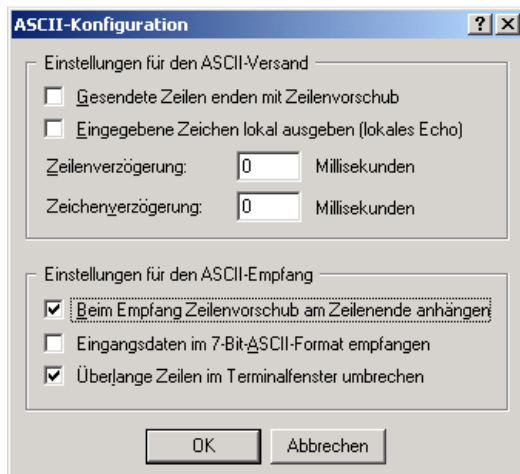 ASCII-Konfiguration
Einstellungen für den ASCII-Versand
Gesendete Zeilen enden mit Zeilenvorschub
Eingegebene Zeichen lokal ausgeben (lokales Echo)
Zeilenverzögerung: 0 Millisekunden
Zeichenverzögerung: 0 Millisekunden
Einstellungen für den ASCII-Empfang
Beim Empfang Zeilenvorschub am Zeilenende anhängen
Eingangsdaten im 7-Bit-ASCII-Format empfangen
Überlange Zeilen im Terminalfenster umbrechen
OK Abbrechen